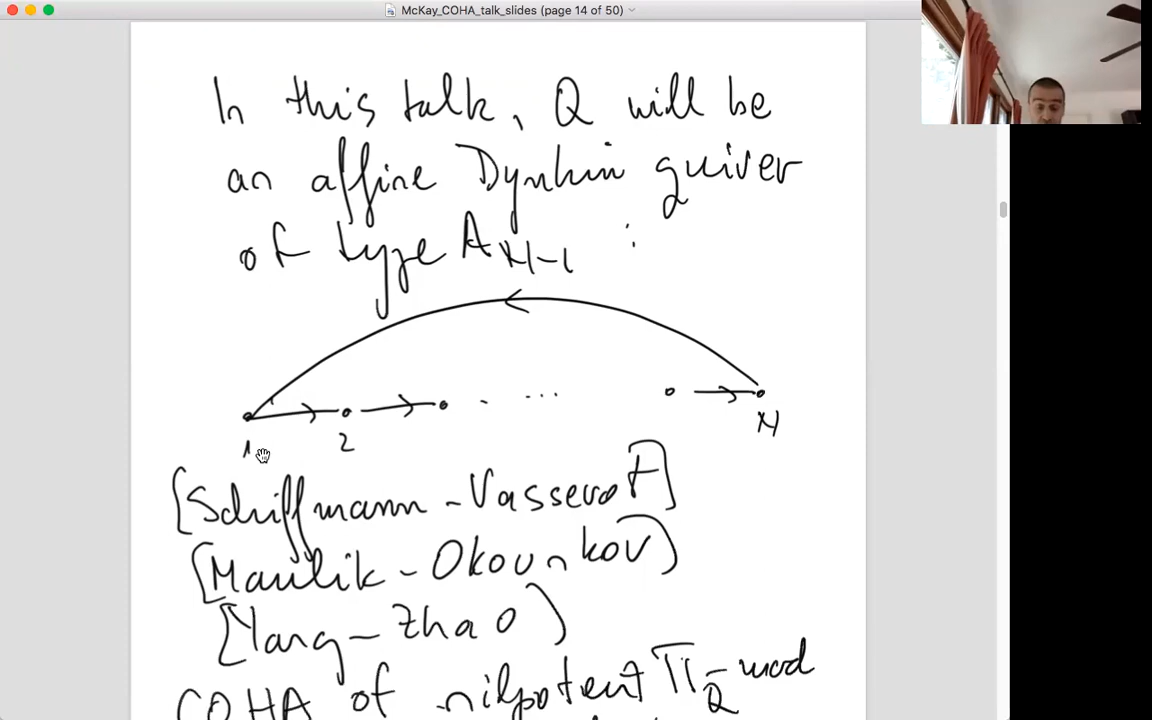 McKay_COHA_talk_slides (page 14 of 50)
In this talk, Q will be
an affine Dynkin quiver
of type A_{N-1} :
...
1 2 N
[Schiffmann - Vasserot]
[Maulik - Okounkov]
[Yang - Zhao]
COHA of nilpotent Π_Q - mod